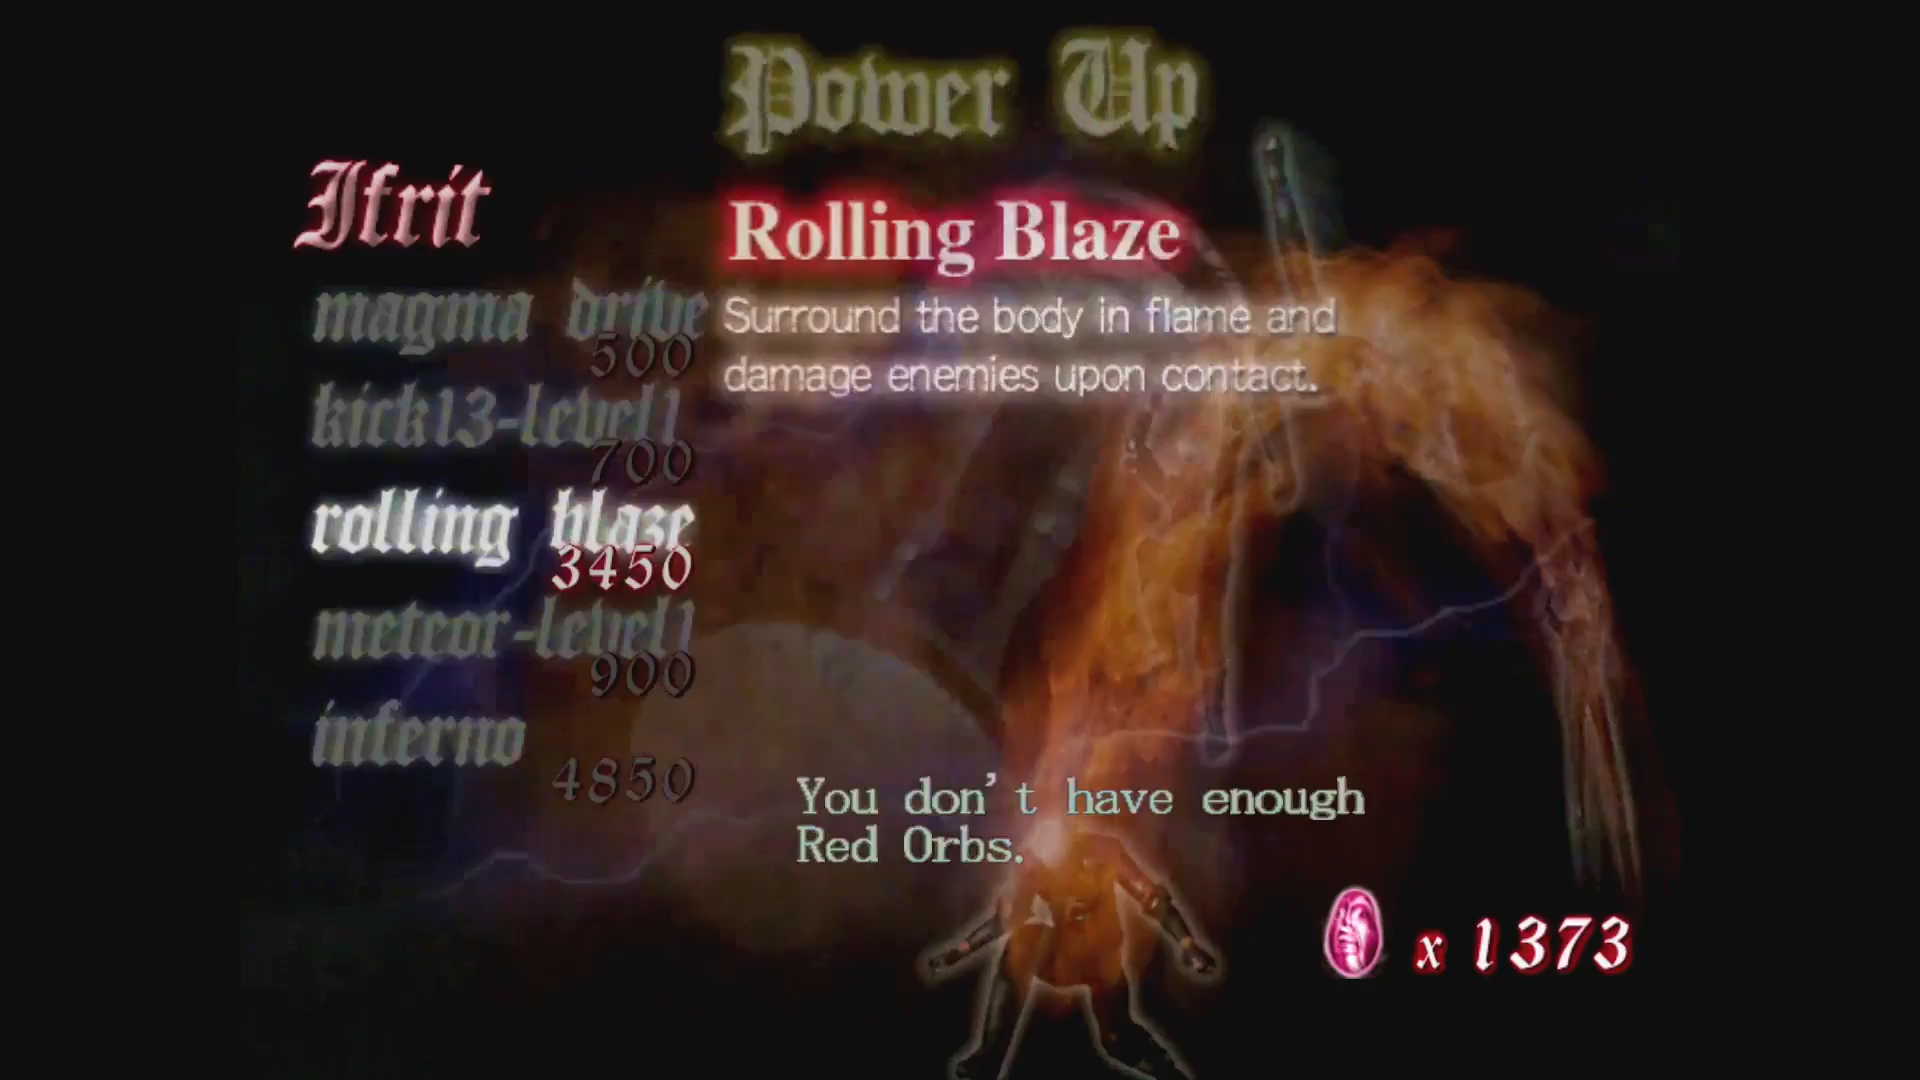 Power Up
Ifrit
Rolling Blaze
Surround the body in flame and
damage enemies upon contact.
magma drive
500
kick13-level1
700
rolling blaze
3450
meteor-level1
900
inferno
4850
You don't have enough
Red Orbs.
x 1373